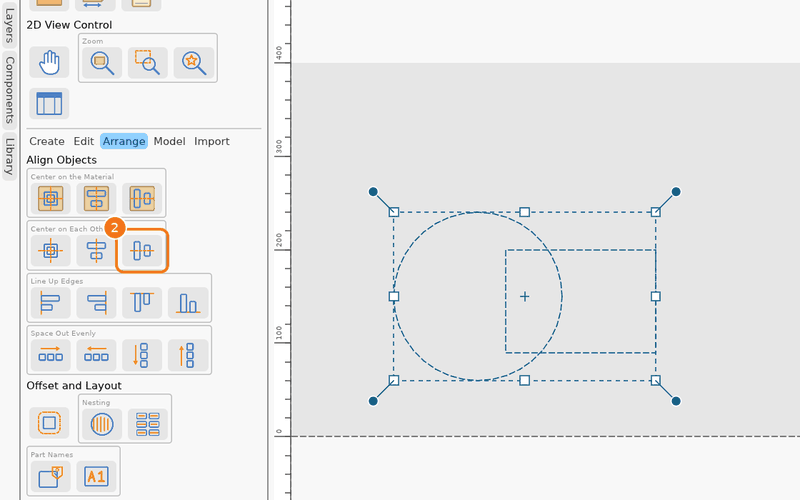 Layers
Components
Library
2D View Control
Zoom
Create Edit Arrange Model Import
Align Objects
Center on the Material
Center on Each Oth
2
Line Up Edges
Space Out Evenly
Offset and Layout
Nesting
Part Names
A1
400
300
200
100
0